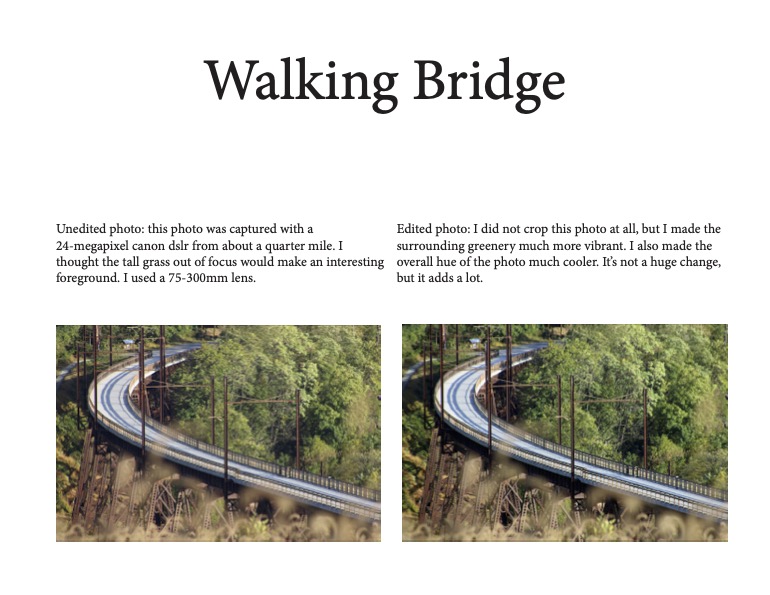 Walking Bridge
Unedited photo: this photo was captured with a
24-megapixel canon dslr from about a quarter mile. I
thought the tall grass out of focus would make an interesting
foreground. I used a 75-300mm lens.
Edited photo: I did not crop this photo at all, but I made the
surrounding greenery much more vibrant. I also made the
overall hue of the photo much cooler. It's not a huge change,
but it adds a lot.